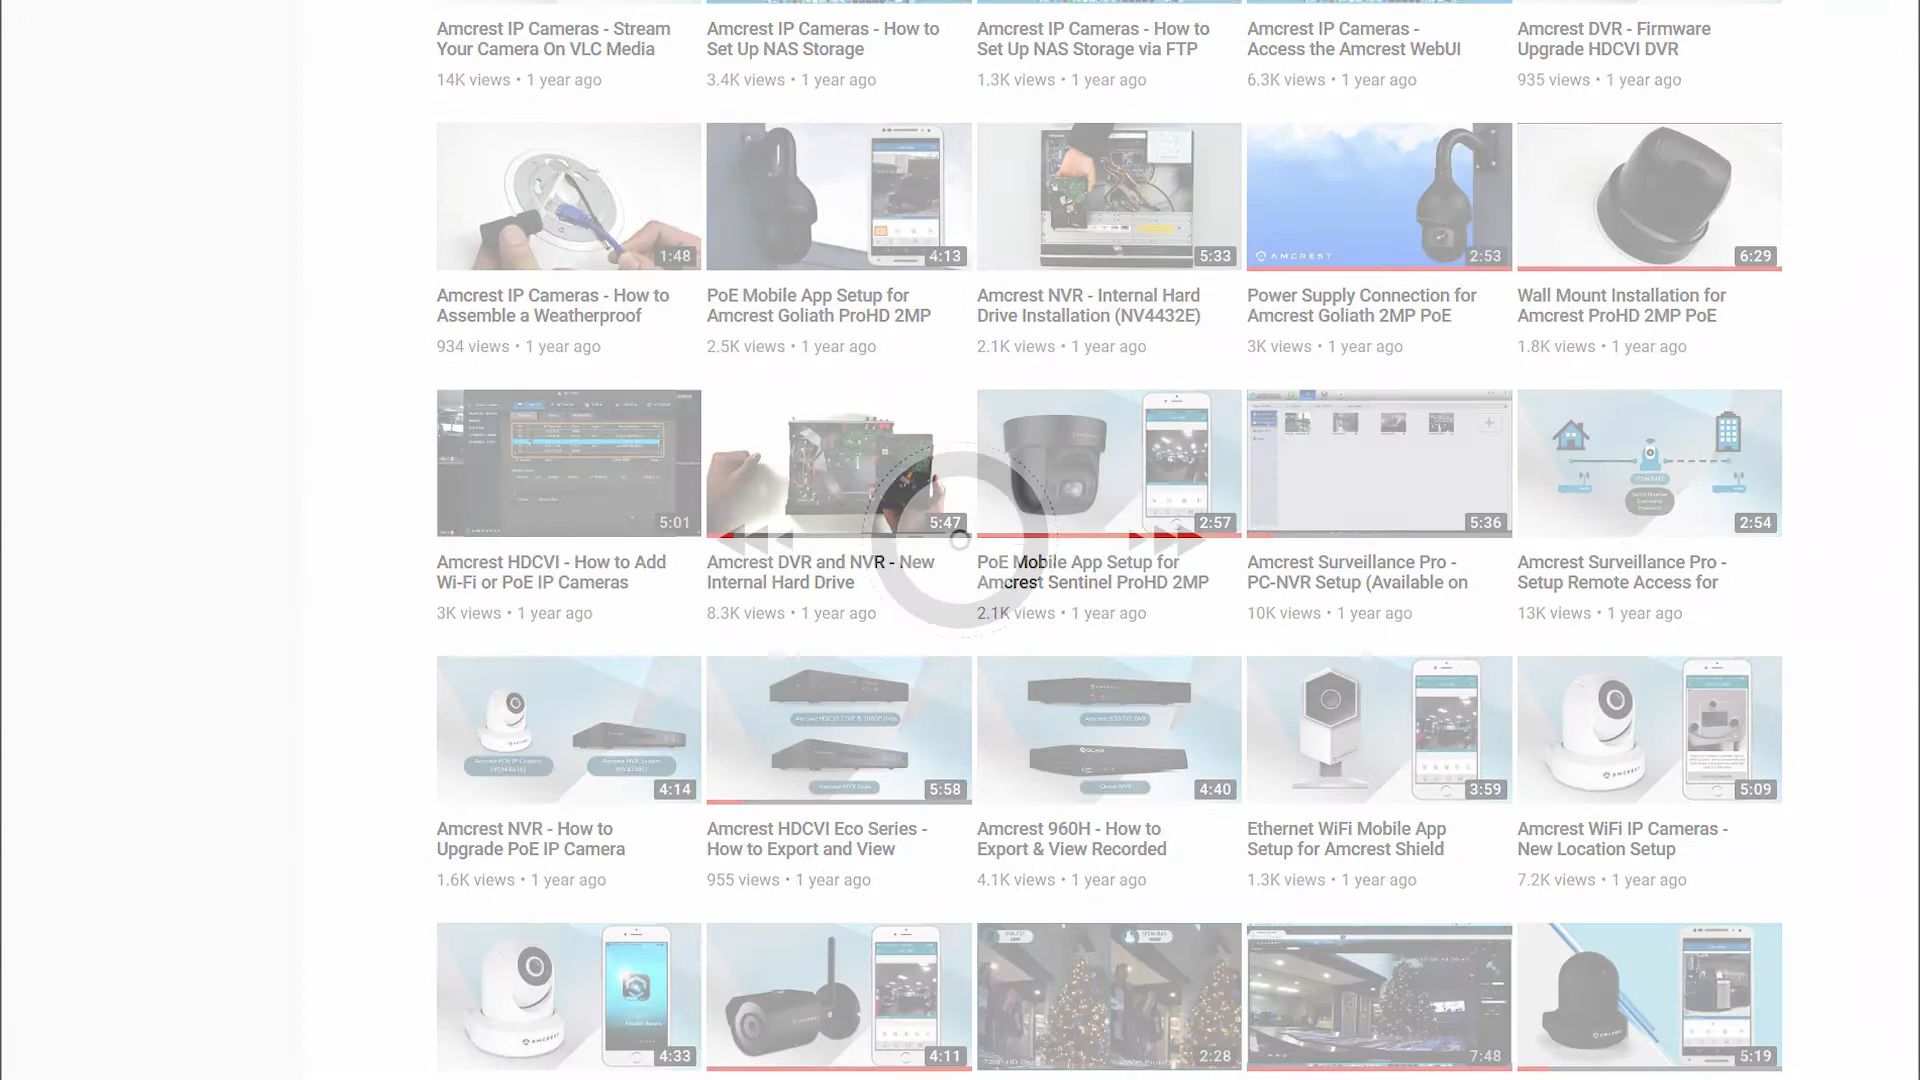 Amcrest IP Cameras - Stream
Your Camera On VLC Media
14K views • 1 year ago
Amcrest IP Cameras - How to
Set Up NAS Storage
3.4K views • 1 year ago
Amcrest IP Cameras - How to
Set Up NAS Storage via FTP
1.3K views • 1 year ago
Amcrest IP Cameras -
Access the Amcrest WebUI
6.3K views • 1 year ago
Amcrest DVR - Firmware
Upgrade HDCVI DVR
935 views • 1 year ago
1:48
Amcrest IP Cameras - How to
Assemble a Weatherproof
934 views • 1 year ago
4:13
PoE Mobile App Setup for
Amcrest Goliath ProHD 2MP
2.5K views • 1 year ago
5:33
Amcrest NVR - Internal Hard
Drive Installation (NV4432E)
2.1K views • 1 year ago
AMCREST
2:53
Power Supply Connection for
Amcrest Goliath 2MP PoE
3K views • 1 year ago
6:29
Wall Mount Installation for
Amcrest ProHD 2MP PoE
1.8K views • 1 year ago
AMCREST
5:01
Amcrest HDCVI - How to Add
Wi-Fi or PoE IP Cameras
3K views • 1 year ago
5:47
Amcrest DVR and NVR - New
Internal Hard Drive
8.3K views • 1 year ago
2:57
PoE Mobile App Setup for
Amcrest Sentinel ProHD 2MP
2.1K views • 1 year ago
5:36
Amcrest Surveillance Pro -
PC-NVR Setup (Available on
10K views • 1 year ago
2:54
Amcrest Surveillance Pro -
Setup Remote Access for
13K views • 1 year ago
4:14
Amcrest NVR - How to
Upgrade PoE IP Camera
1.6K views • 1 year ago
5:58
Amcrest HDCVI Eco Series -
How to Export and View
955 views • 1 year ago
4:40
Amcrest 960H - How to
Export & View Recorded
4.1K views • 1 year ago
3:59
Ethernet WiFi Mobile App
Setup for Amcrest Shield
1.3K views • 1 year ago
AMCREST
5:09
Amcrest WiFi IP Cameras -
New Location Setup
7.2K views • 1 year ago
AMCREST
4:33
4:11
2:28
7:48
5:19